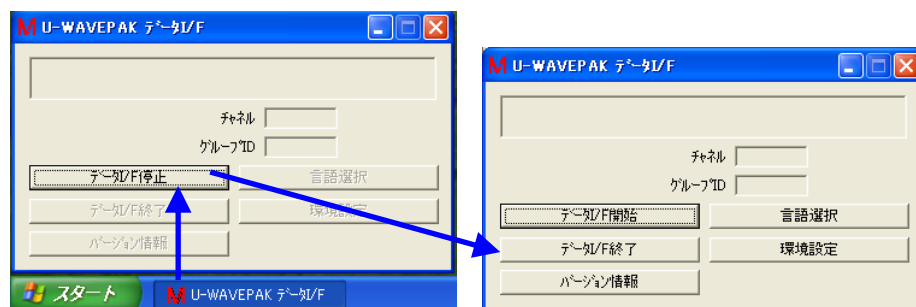 M U-WAVEPAK データI/F
チャネル
グループID
データI/F停止 言語選択
データI/F終了 環境設定
バージョン情報
スタート M U-WAVEPAK データI/F
M U-WAVEPAK データI/F
チャネル
グループID
データI/F開始 言語選択
データI/F終了 環境設定
バージョン情報